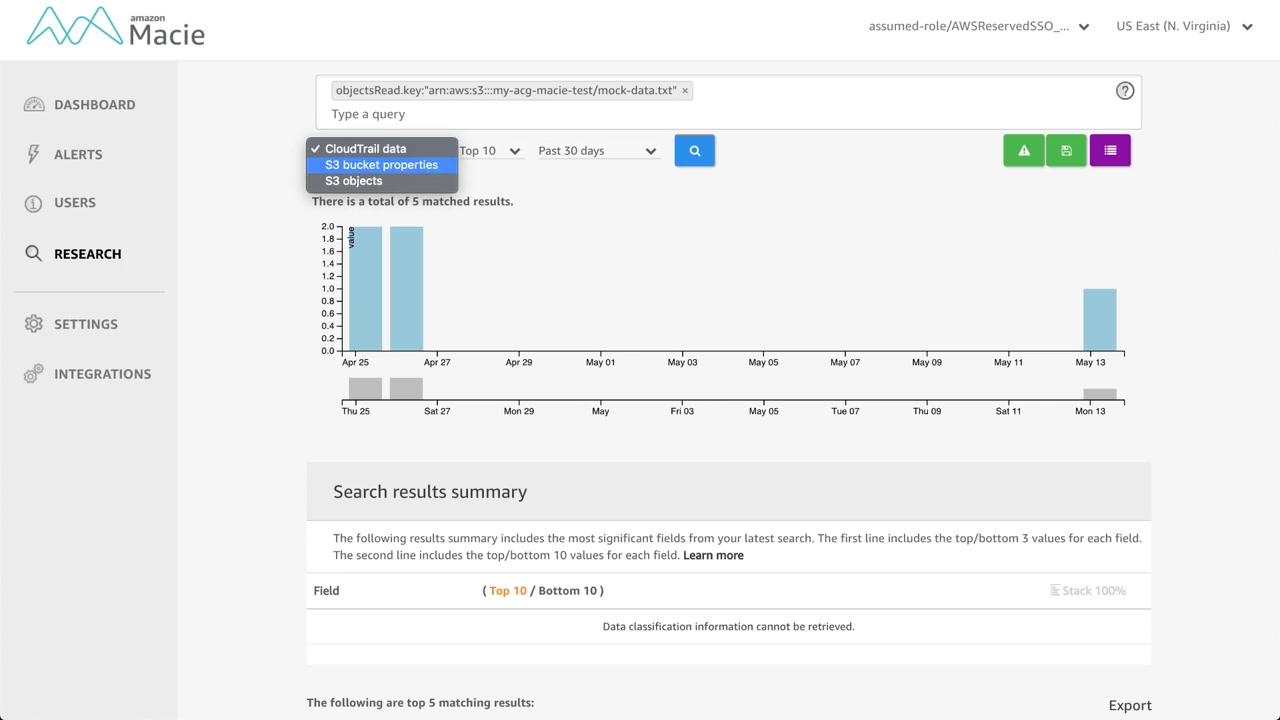 amazon
Macie
assumed-role/AWSReservedSSO_...
US East (N. Virginia)
DASHBOARD
ALERTS
USERS
RESEARCH
SETTINGS
INTEGRATIONS
objectsRead.key:"arn:aws:s3:::my-acg-macie-test/mock-data.txt" ×
?
Type a query
✓ CloudTrail data
S3 bucket properties
S3 objects
Top 10
Past 30 days
There is a total of 5 matched results.
value
2.0
1.8
1.6
1.4
1.2
1.0
0.8
0.6
0.4
0.2
0.0
Apr 25 Apr 27 Apr 29 May 01 May 03 May 05 May 07 May 09 May 11 May 13
Thu 25 Sat 27 Mon 29 May Fri 03 May 05 Tue 07 Thu 09 Sat 11 Mon 13
Search results summary
The following results summary includes the most significant fields from your latest search. The first line includes the top/bottom 3 values for each field.
The second line includes the top/bottom 10 values for each field. Learn more
Field ( Top 10 / Bottom 10 ) Stack 100%
Data classification information cannot be retrieved.
The following are top 5 matching results: Export